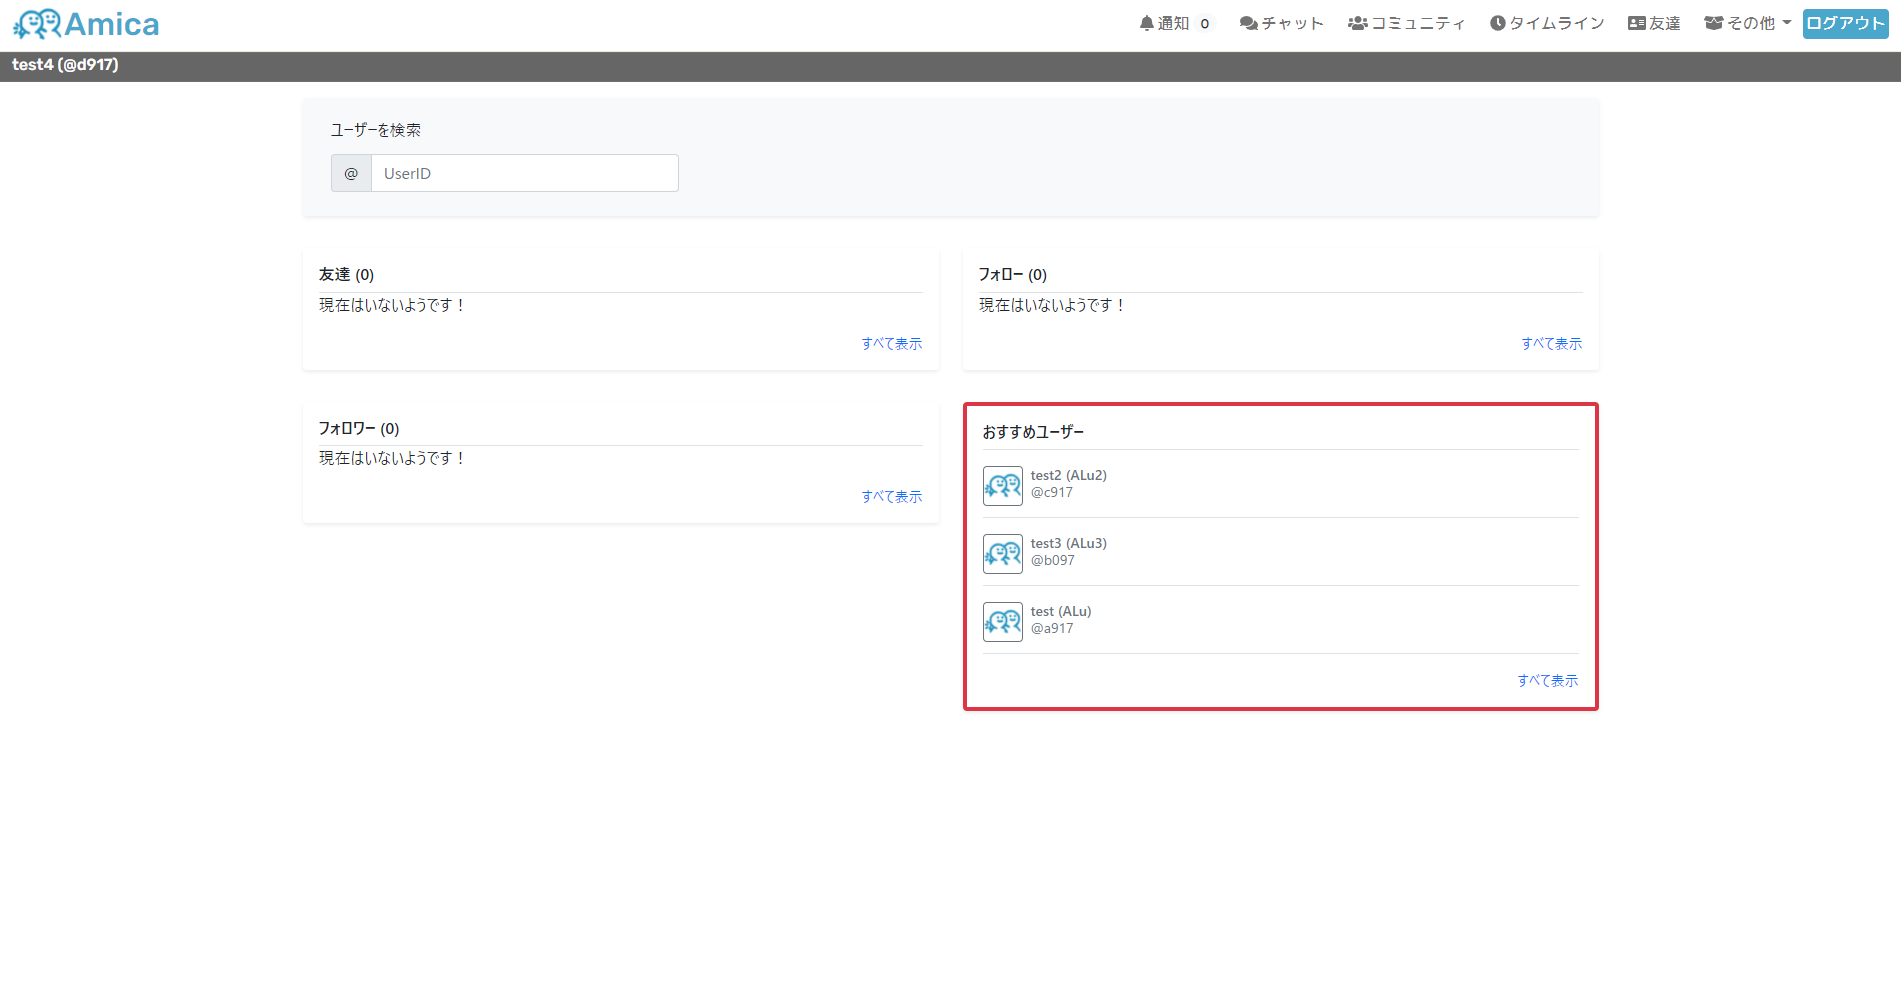 Amica
通知 0 チャット コミュニティ タイムライン 友達 その他 ログアウト
test4 (@d917)
ユーザーを検索
@ UserID
友達 (0)
現在はいないようです！
すべて表示
フォロー (0)
現在はいないようです！
すべて表示
フォロワー (0)
現在はいないようです！
すべて表示
おすすめユーザー
test2 (ALu2)
@c917
test3 (ALu3)
@b097
test (ALu)
@a917
すべて表示